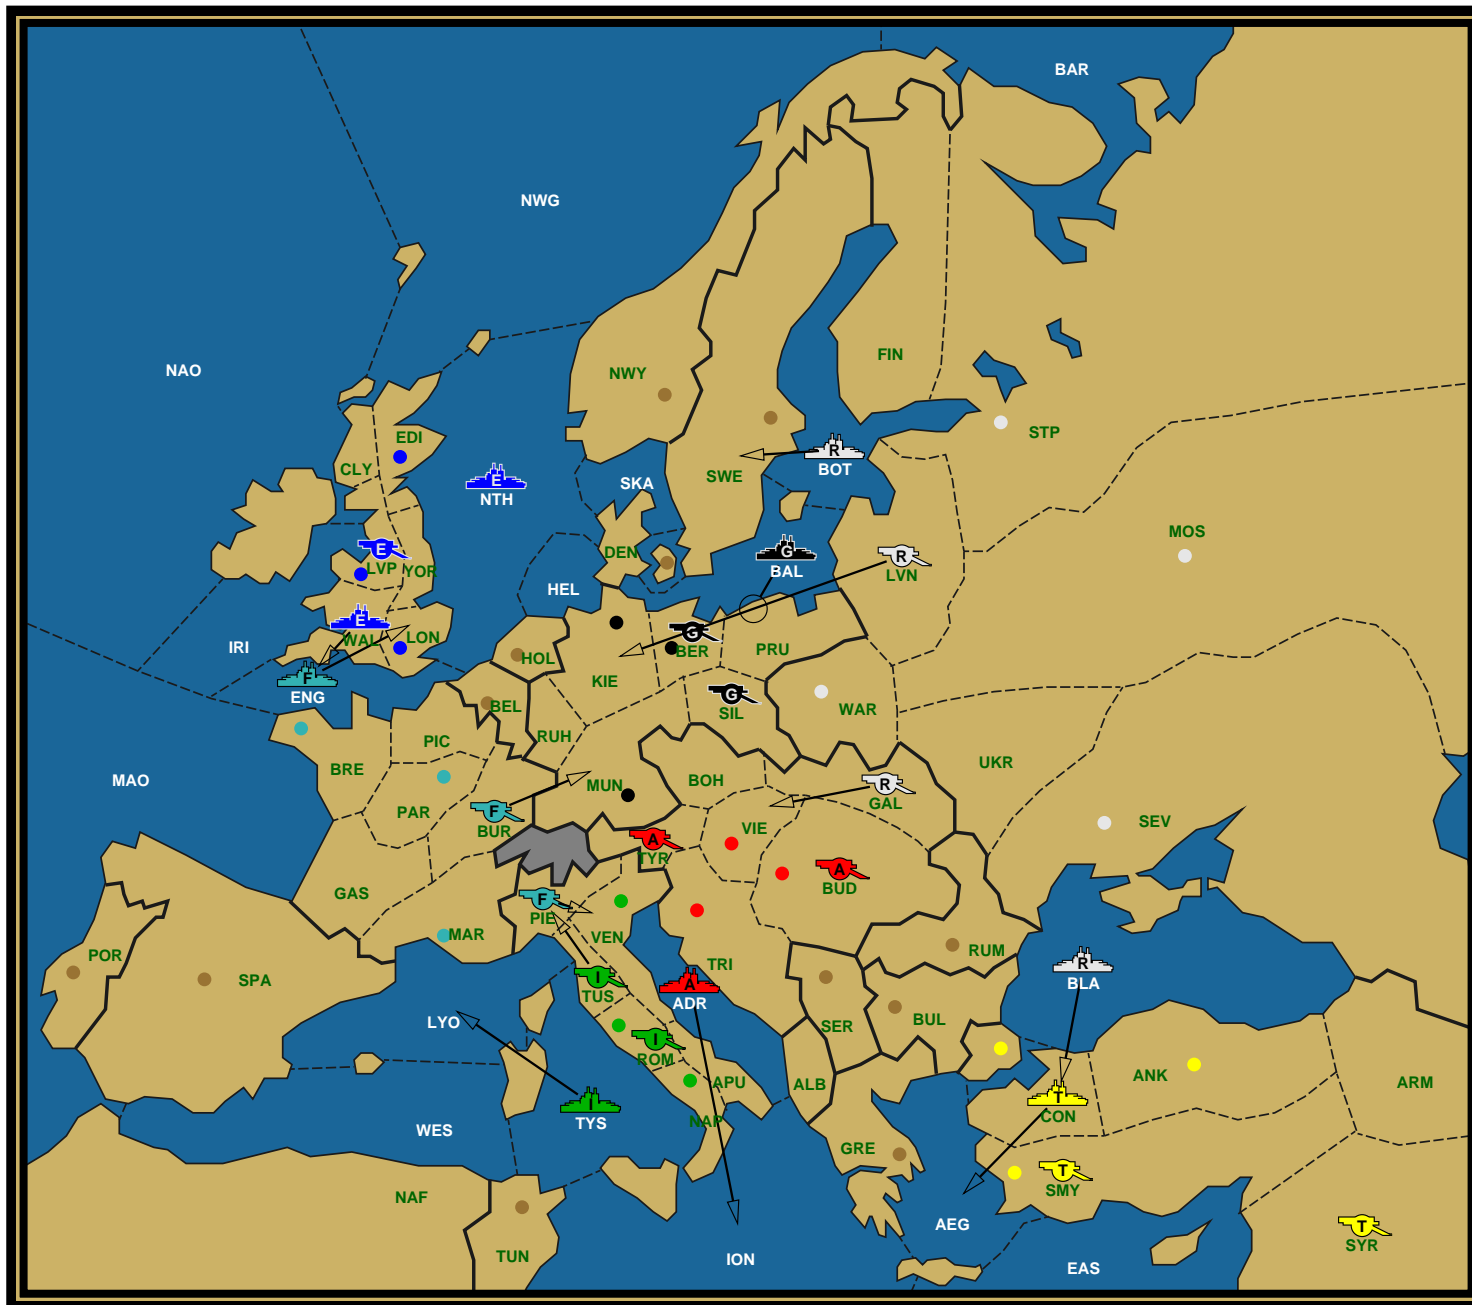 BAR
NWG
NAO
FIN
NWY
EDI
STP
R
BOT
CLY
SWE
E
NTH
SKA
MOS
E
LVP
YOR
DEN
G
BAL
R
LVN
HEL
E
WAL
LON
IRI
G
BER
PRU
HOL
KIE
F
ENG
G
SIL
WAR
BEL
PIC
RUH
UKR
BRE
MUN
BOH
R
GAL
MAO
PAR
F
BUR
VIE
SEV
A
TYR
A
BUD
GAS
F
PIE
MAR
VEN
POR
SPA
TRI
RUM
R
BLA
I
TUS
A
ADR
LYO
SER
BUL
I
ROM
APU
ALB
ANK
ARM
I
TYS
T
CON
WES
NAP
GRE
NAF
T
SMY
AEG
T
SYR
TUN
ION
EAS